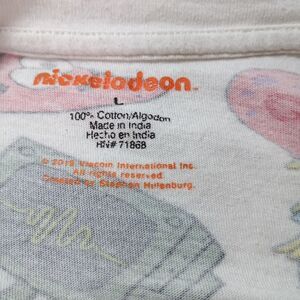 nickelodeon
L
100% Cotton/Algodon
Made in India
Hecho en India
RN# 71868
© 2018 Viacom International Inc.
All rights reserved.
Created by Stephen Hillenburg.